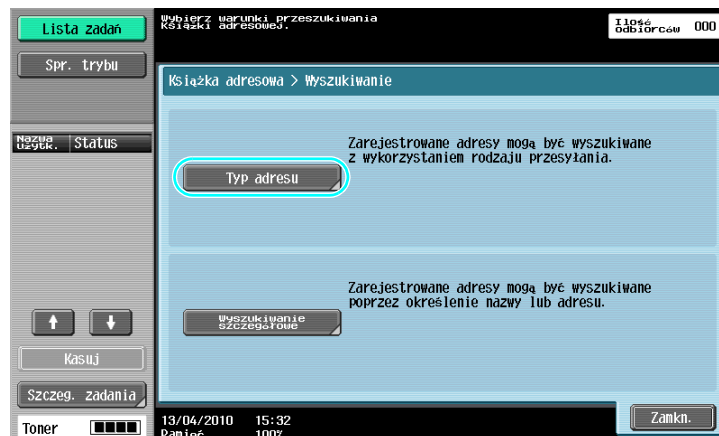 Lista zadań
Wybierz warunki przeszukiwania
Książki adresowej.
Ilość
odbiorców 000
Spr. trybu
Książka adresowa > Wyszukiwanie
Nazwa
użytk. Status
Zarejestrowane adresy mogą być wyszukiwane
z wykorzystaniem rodzaju przesyłania.
Typ adresu
Zarejestrowane adresy mogą być wyszukiwane
poprzez określenie nazwy lub adresu.
Wyszukiwanie
szczegółowe
Kasuj
Szczeg. zadania
Zamkn.
Toner
13/04/2010 15:32
Pamięć 100%